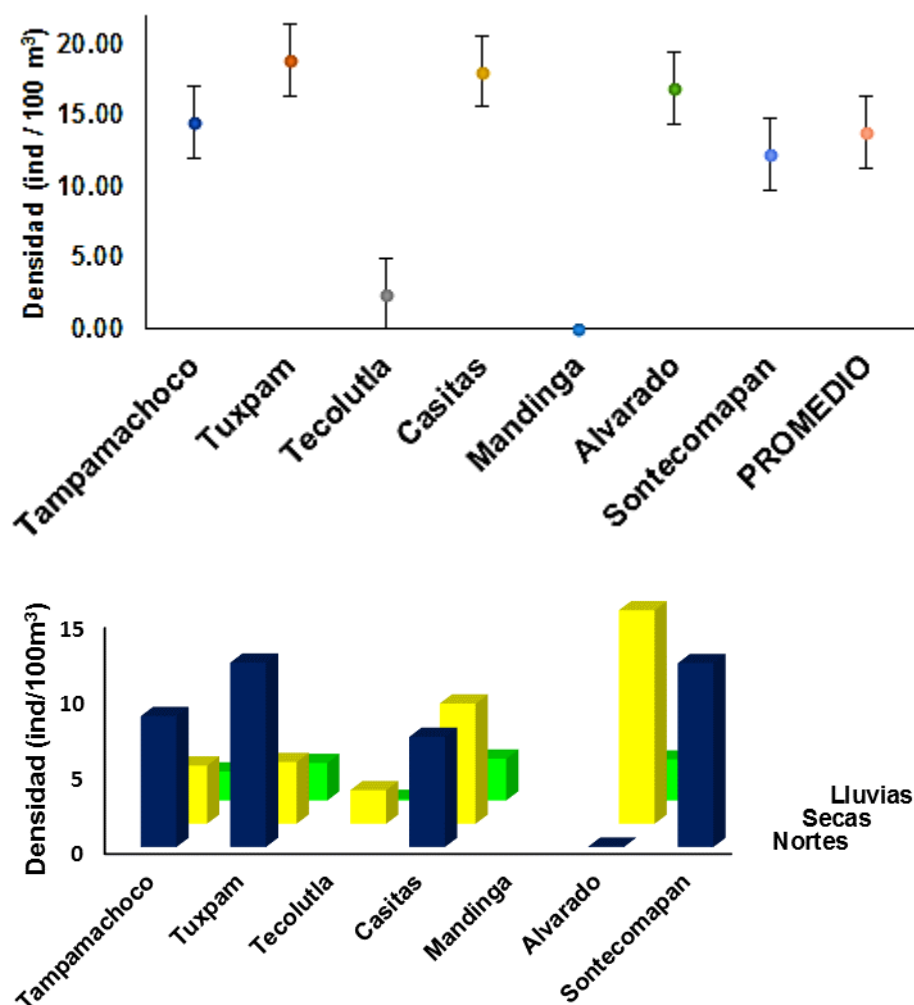 Densidad (ind / 100 m³)
20.00
15.00
10.00
5.00
0.00
Tampamachoco
Tuxpam
Tecolutla
Casitas
Mandinga
Alvarado
Sontecomapan
PROMEDIO
Densidad (ind/100m³)
15
10
5
0
Lluvias
Secas
Nortes
Tampamachoco
Tuxpam
Tecolutla
Casitas
Mandinga
Alvarado
Sontecomapan